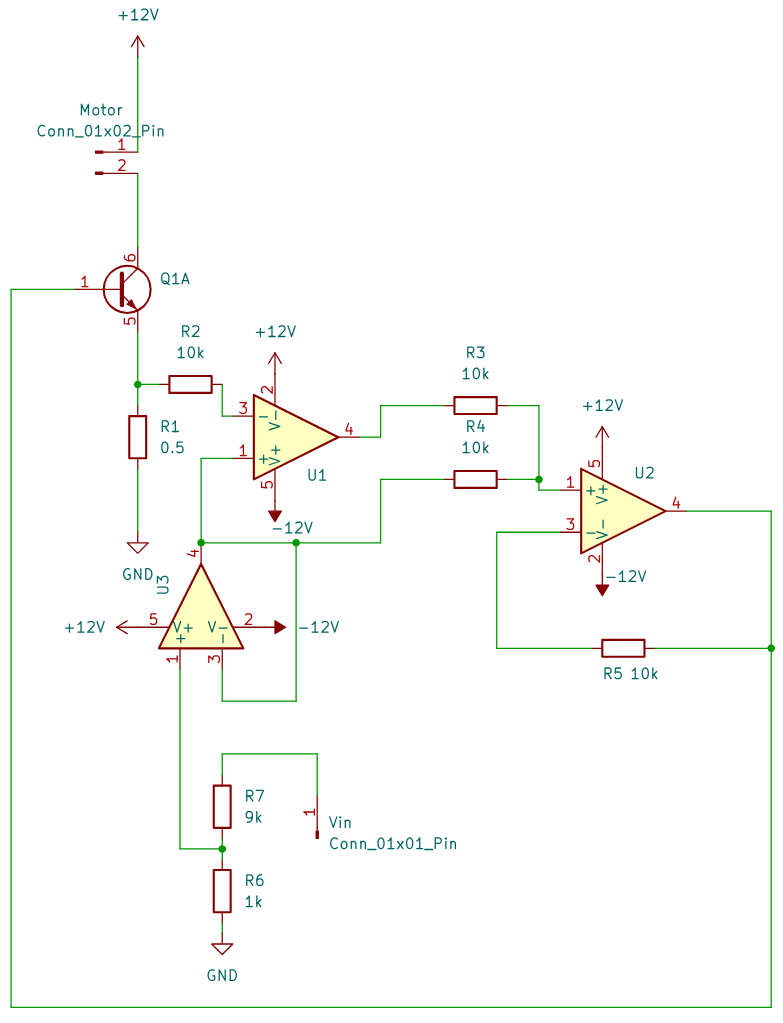 +12V
Motor
Conn_01x02_Pin
1
2
6
1
Q1A
5
R2
10k
+12V
2
3
−
V-
4
1
+
V+
5
U1
-12V
R1
0.5
GND
R3
10k
R4
10k
+12V
5
U2
1
+
V+
4
3
−
V-
2
-12V
R5 10k
4
U3
+12V
5
V+
V-
2
-12V
+
−
1
3
R7
9k
1
Vin
Conn_01x01_Pin
R6
1k
GND